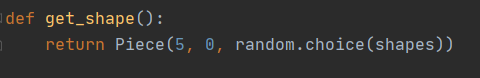 def get_shape():
    return Piece(5, 0, random.choice(shapes))